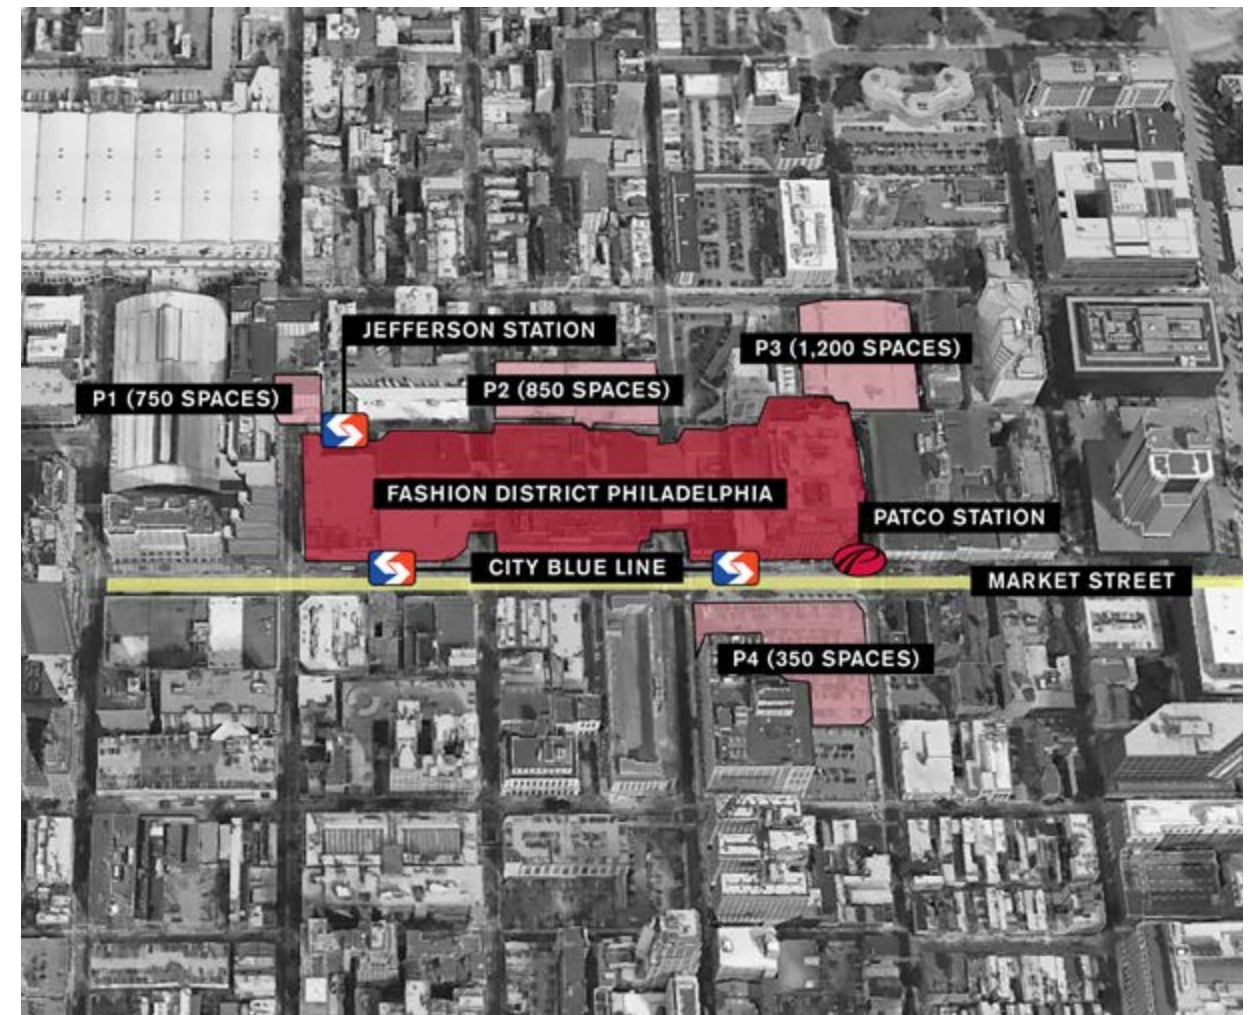 JEFFERSON STATION
P3 (1,200 SPACES)
P1 (750 SPACES)
P2 (850 SPACES)
FASHION DISTRICT PHILADELPHIA
PATCO STATION
CITY BLUE LINE
MARKET STREET
P4 (350 SPACES)